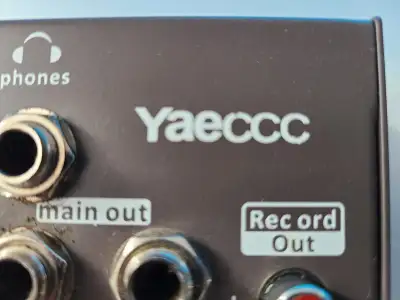 phones
Yaeccc
main out
Rec ord
Out